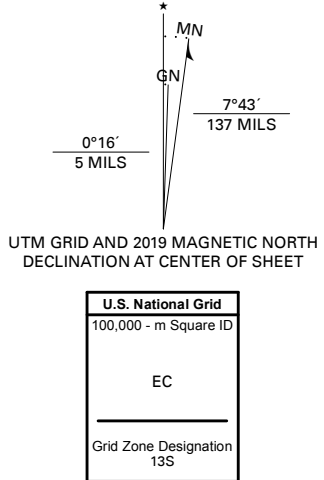 ★
MN
GN
7°43´
137 MILS
0°16´
5 MILS
UTM GRID AND 2019 MAGNETIC NORTH
DECLINATION AT CENTER OF SHEET
U.S. National Grid
100,000 - m Square ID
EC
Grid Zone Designation
13S